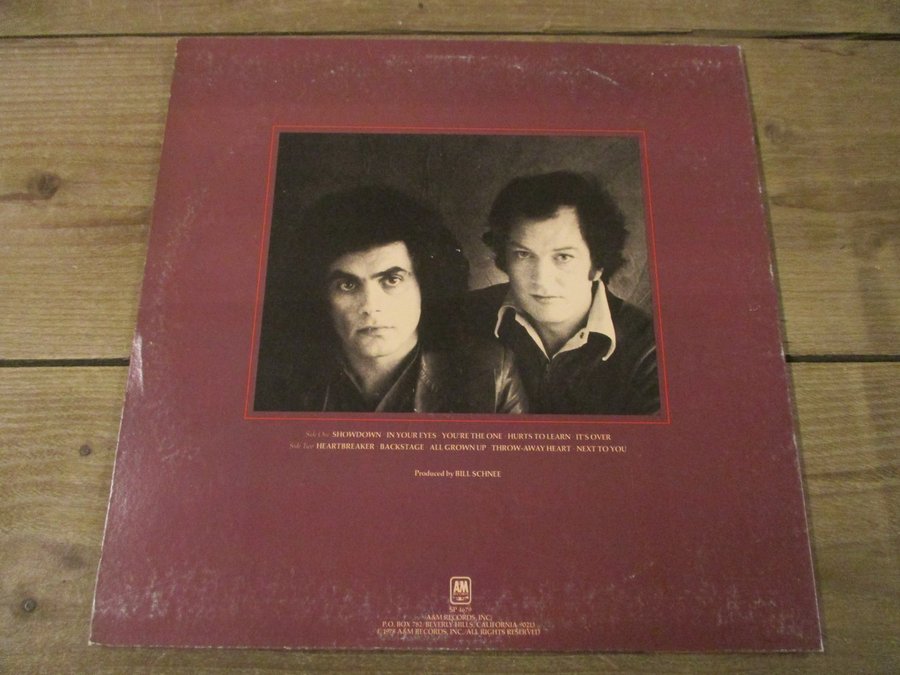 Side One SHOWDOWN IN YOUR EYES YOU'RE THE ONE HURTS TO LEARN IT'S OVER
Side Two HEARTBREAKER BACKSTAGE ALL GROWN UP THROW-AWAY HEART NEXT TO YOU
Produced by BILL SCHNEE
A&M
SP 4679
A&M RECORDS, INC.
P.O. BOX 782, BEVERLY HILLS, CALIFORNIA 90213
A&M RECORDS, INC. ALL RIGHTS RESERVED